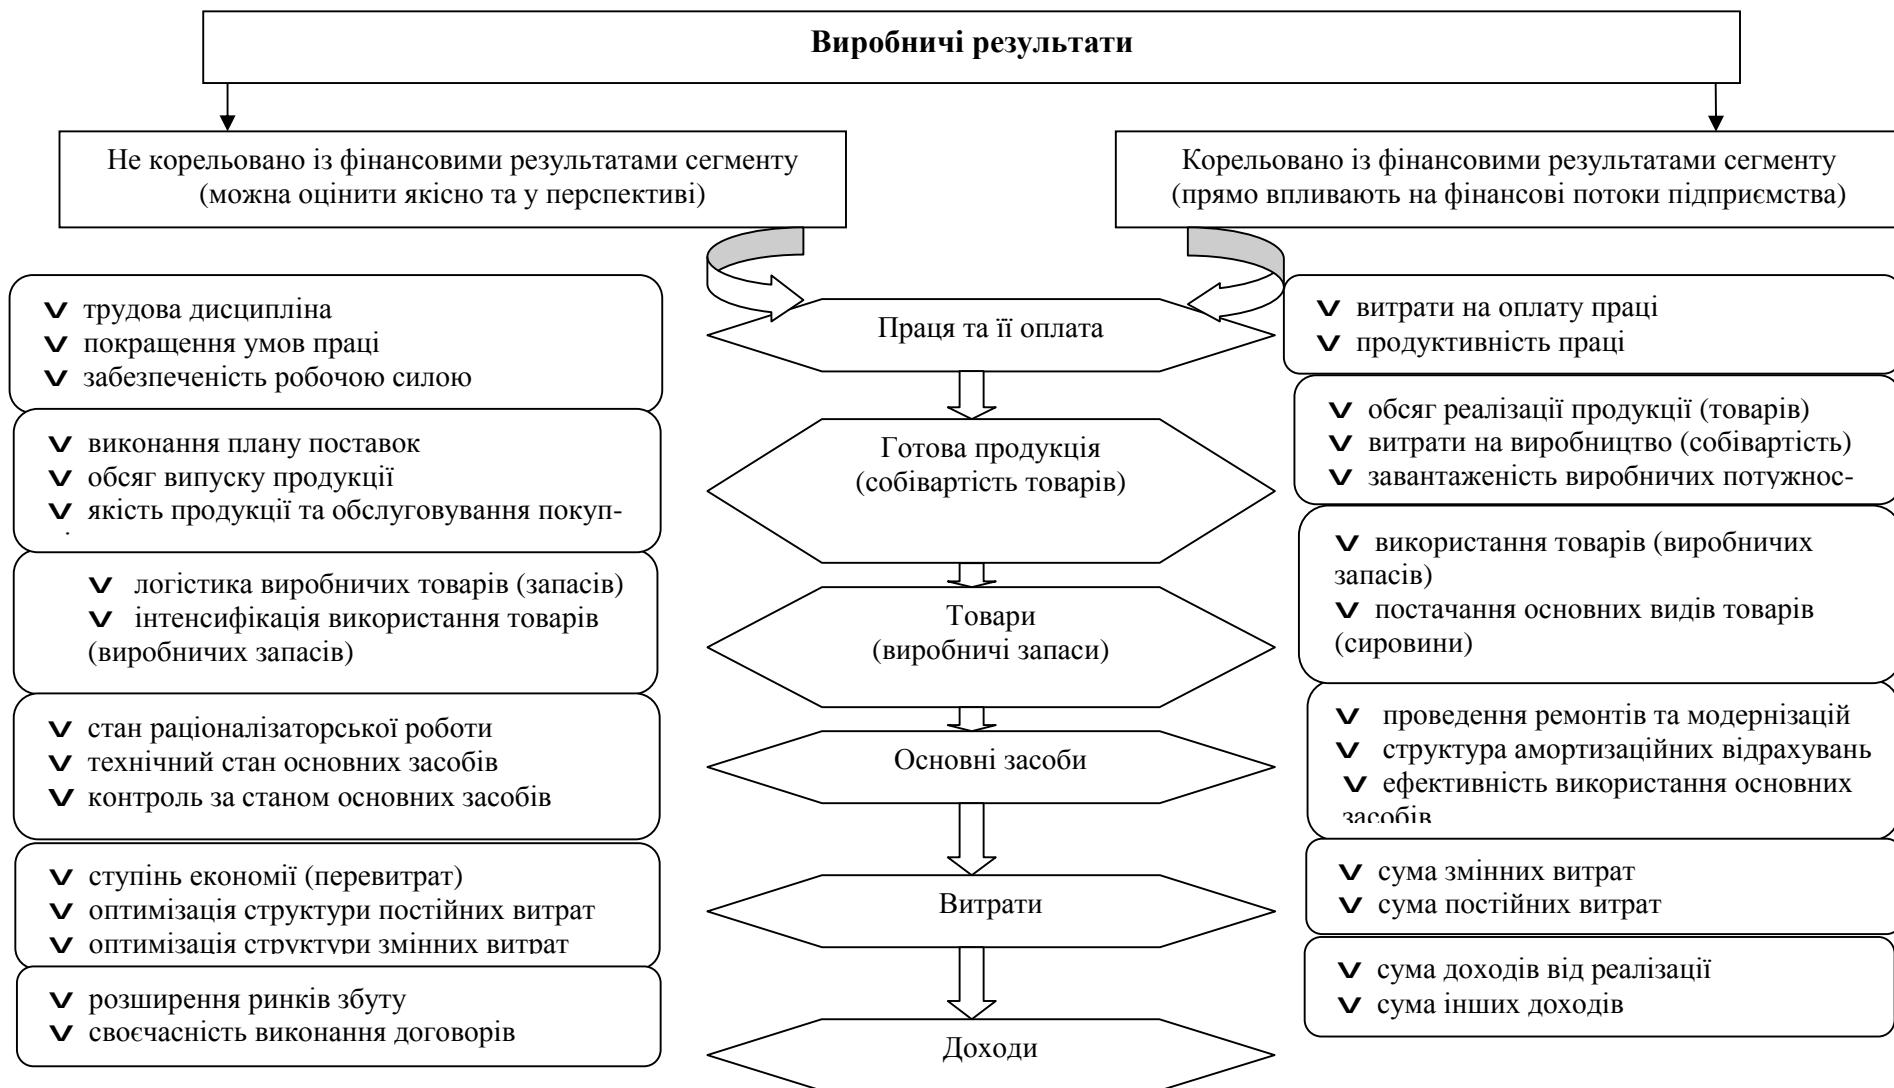 Виробничі результати
Не корельовано із фінансовими результатами сегменту
(можна оцінити якісно та у перспективі)
Корельовано із фінансовими результатами сегменту
(прямо впливають на фінансові потоки підприємства)
трудова дисципліна
покращення умов праці
забезпеченість робочою силою
Праця та її оплата
витрати на оплату праці
продуктивність праці
виконання плану поставок
обсяг випуску продукції
якість продукції та обслуговування покуп-
Готова продукція
(собівартість товарів)
обсяг реалізації продукції (товарів)
витрати на виробництво (собівартість)
завантаженість виробничих потужнос-
логістика виробничих товарів (запасів)
інтенсифікація використання товарів
(виробничих запасів)
Товари
(виробничі запаси)
використання товарів (виробничих
запасів)
постачання основних видів товарів
(сировини)
стан раціоналізаторської роботи
технічний стан основних засобів
контроль за станом основних засобів
Основні засоби
проведення ремонтів та модернізацій
структура амортизаційних відрахувань
ефективність використання основних
засобів
ступінь економії (перевитрат)
оптимізація структури постійних витрат
оптимізація структури змінних витрат
Витрати
сума змінних витрат
сума постійних витрат
розширення ринків збуту
своєчасність виконання договорів
Доходи
сума доходів від реалізації
сума інших доходів